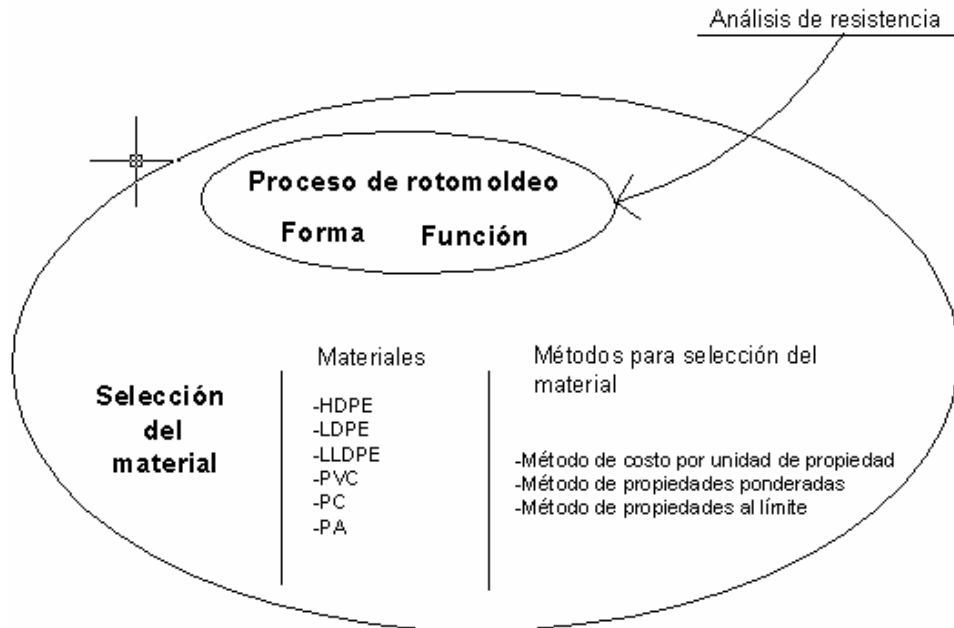 Análisis de resistencia
Proceso de rotomoldeo
Forma Función
Selección
del
material
Materiales
-HDPE
-LDPE
-LLDPE
-PVC
-PC
-PA
Métodos para selección del
material
-Método de costo por unidad de propiedad
-Método de propiedades ponderadas
-Método de propiedades al límite